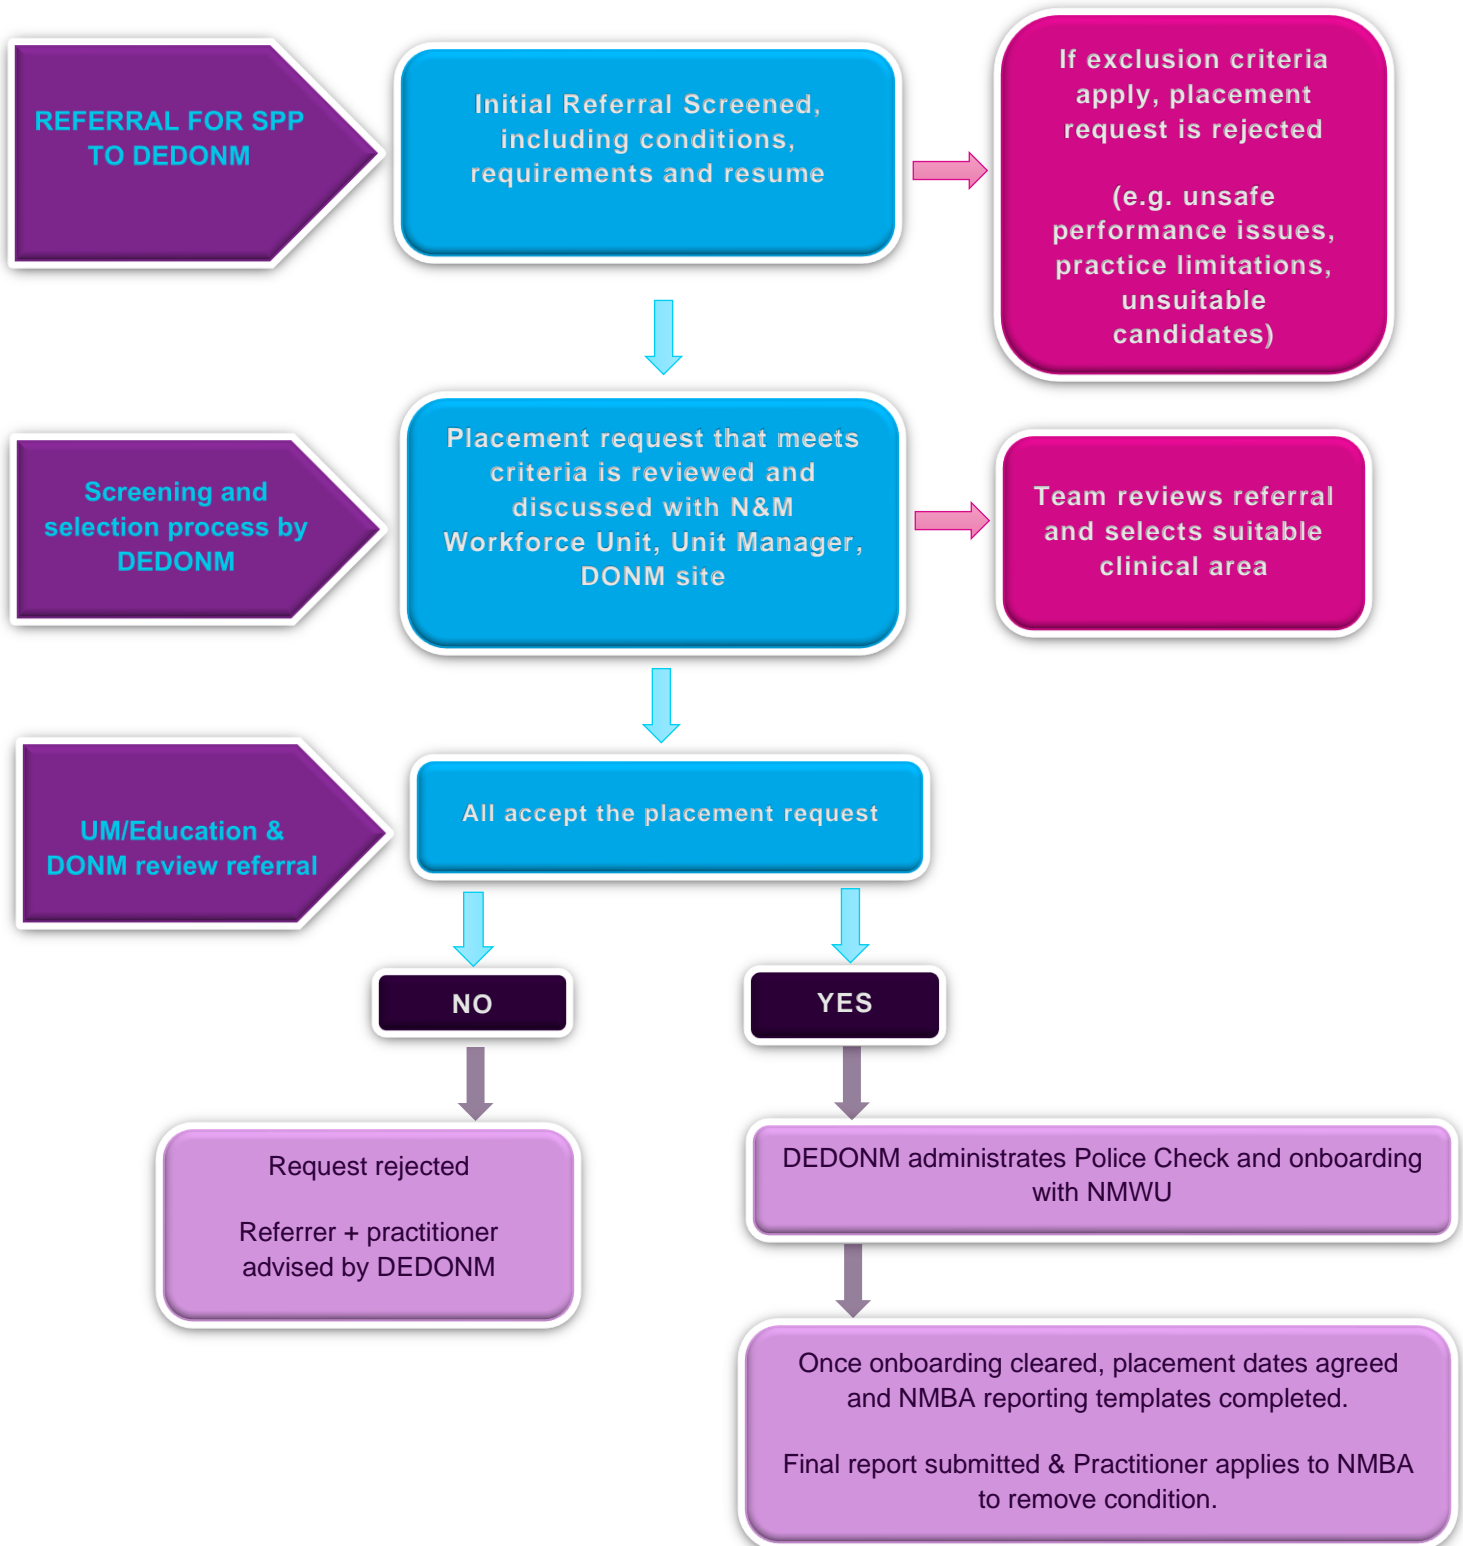 REFERRAL FOR SPP
TO DEDONM
Initial Referral Screened,
including conditions,
requirements and resume
If exclusion criteria
apply, placement
request is rejected
(e.g. unsafe
performance issues,
practice limitations,
unsuitable
candidates)
Screening and
selection process by
DEDONM
Placement request that meets
criteria is reviewed and
discussed with N&M
Workforce Unit, Unit Manager,
DONM site
Team reviews referral
and selects suitable
clinical area
UM/Education &
DONM review referral
All accept the placement request
NO
YES
Request rejected
Referrer + practitioner
advised by DEDONM
DEDONM administrates Police Check and onboarding
with NMWU
Once onboarding cleared, placement dates agreed
and NMBA reporting templates completed.
Final report submitted & Practitioner applies to NMBA
to remove condition.